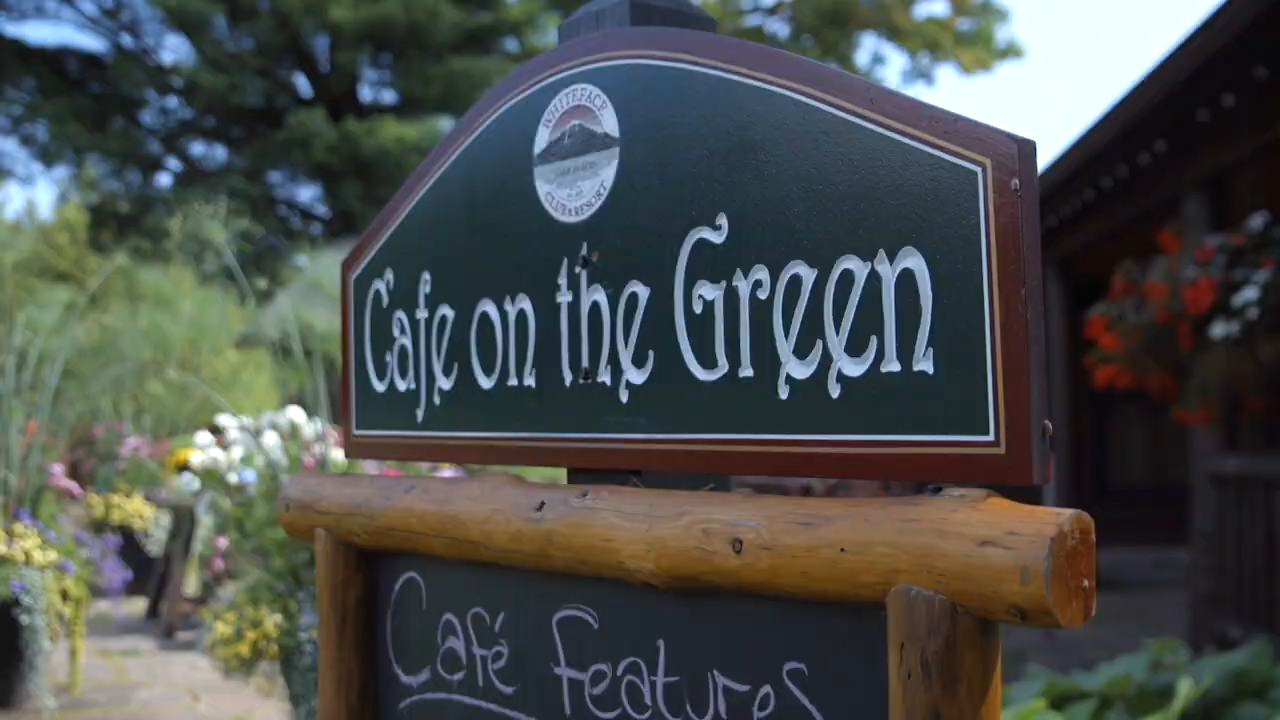 WHITEFACE
CLUB & RESORT
Cafe on the Green
Café Features